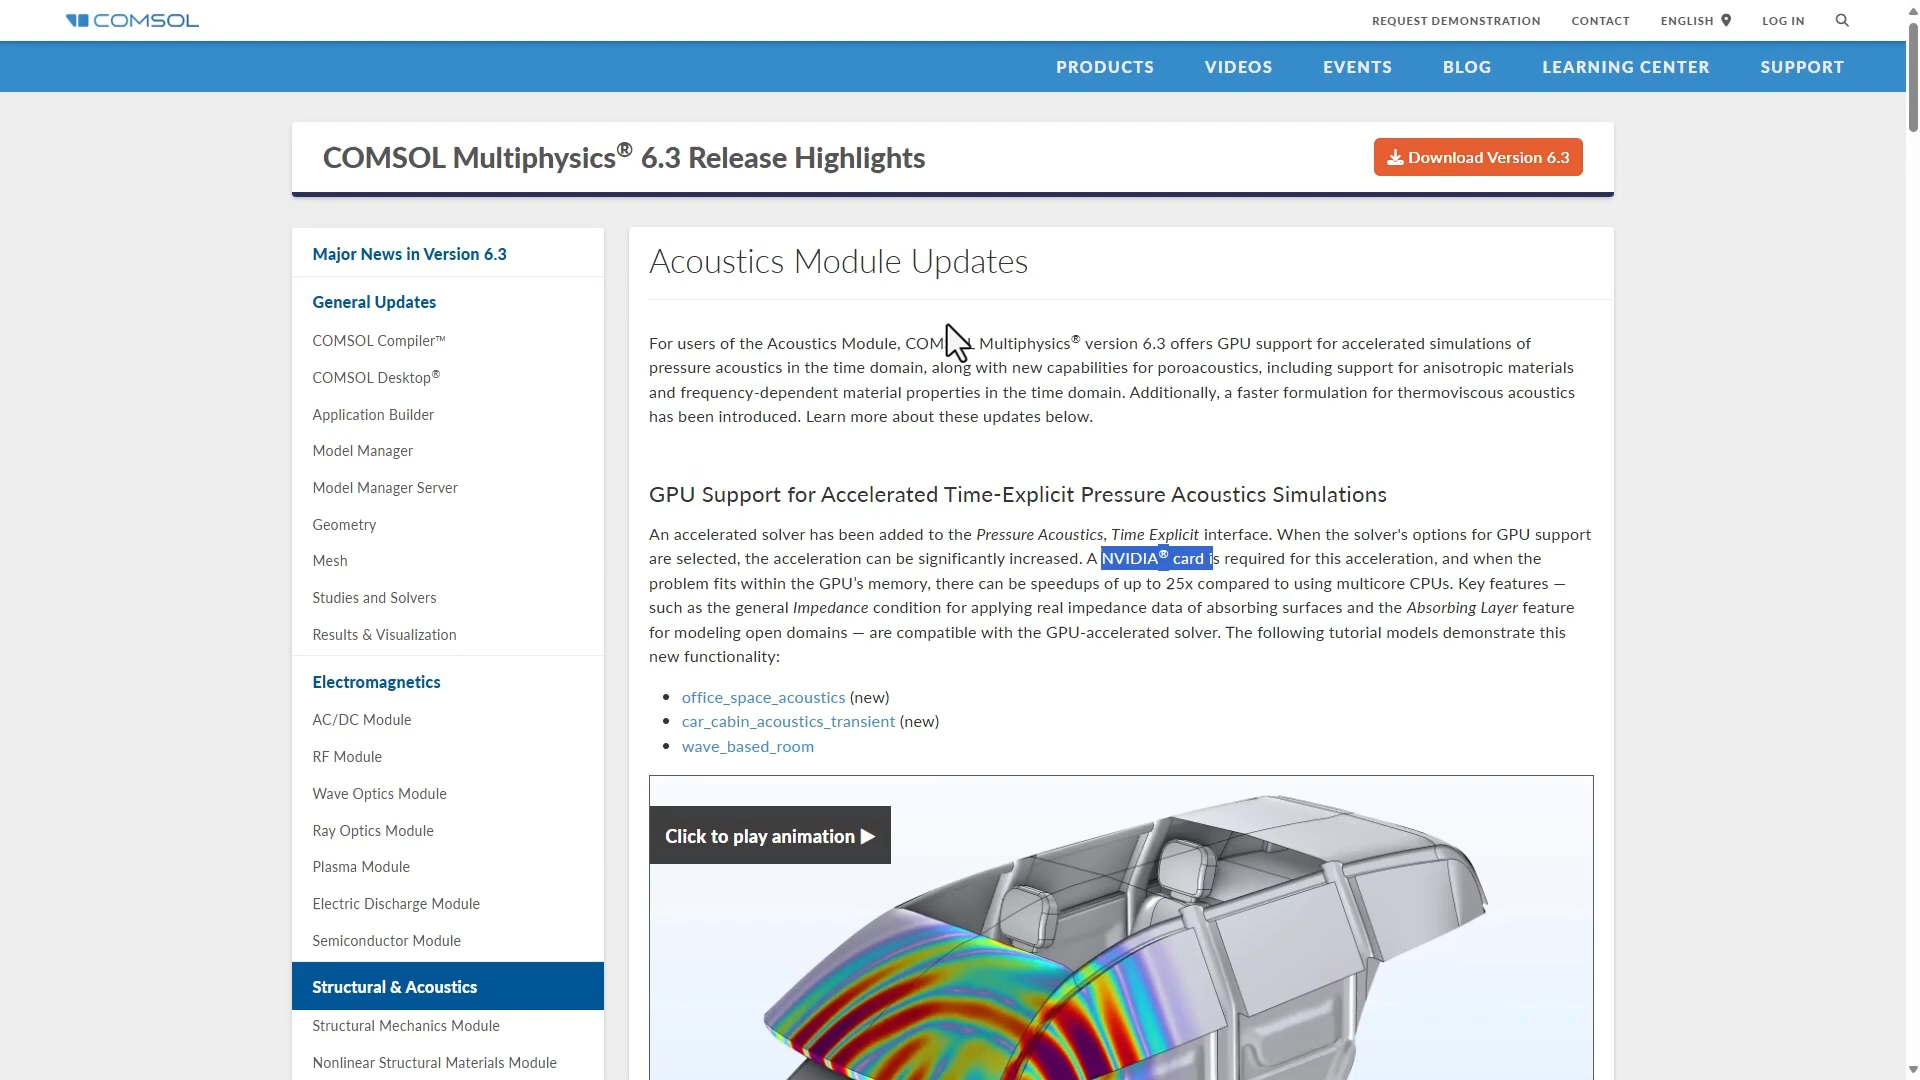 COMSOL
REQUEST DEMONSTRATION CONTACT ENGLISH LOG IN
PRODUCTS VIDEOS EVENTS BLOG LEARNING CENTER SUPPORT
COMSOL Multiphysics® 6.3 Release Highlights
Download Version 6.3
Major News in Version 6.3
General Updates
COMSOL Compiler™
COMSOL Desktop®
Application Builder
Model Manager
Model Manager Server
Geometry
Mesh
Studies and Solvers
Results & Visualization
Electromagnetics
AC/DC Module
RF Module
Wave Optics Module
Ray Optics Module
Plasma Module
Electric Discharge Module
Semiconductor Module
Structural & Acoustics
Structural Mechanics Module
Nonlinear Structural Materials Module
Acoustics Module Updates
For users of the Acoustics Module, COMSOL Multiphysics® version 6.3 offers GPU support for accelerated simulations of
pressure acoustics in the time domain, along with new capabilities for poroacoustics, including support for anisotropic materials
and frequency-dependent material properties in the time domain. Additionally, a faster formulation for thermoviscous acoustics
has been introduced. Learn more about these updates below.
GPU Support for Accelerated Time-Explicit Pressure Acoustics Simulations
An accelerated solver has been added to the Pressure Acoustics, Time Explicit interface. When the solver's options for GPU support
are selected, the acceleration can be significantly increased. A NVIDIA® card is required for this acceleration, and when the
problem fits within the GPU’s memory, there can be speedups of up to 25x compared to using multicore CPUs. Key features —
such as the general Impedance condition for applying real impedance data of absorbing surfaces and the Absorbing Layer feature
for modeling open domains — are compatible with the GPU-accelerated solver. The following tutorial models demonstrate this
new functionality:
• office_space_acoustics (new)
• car_cabin_acoustics_transient (new)
• wave_based_room
Click to play animation ▶